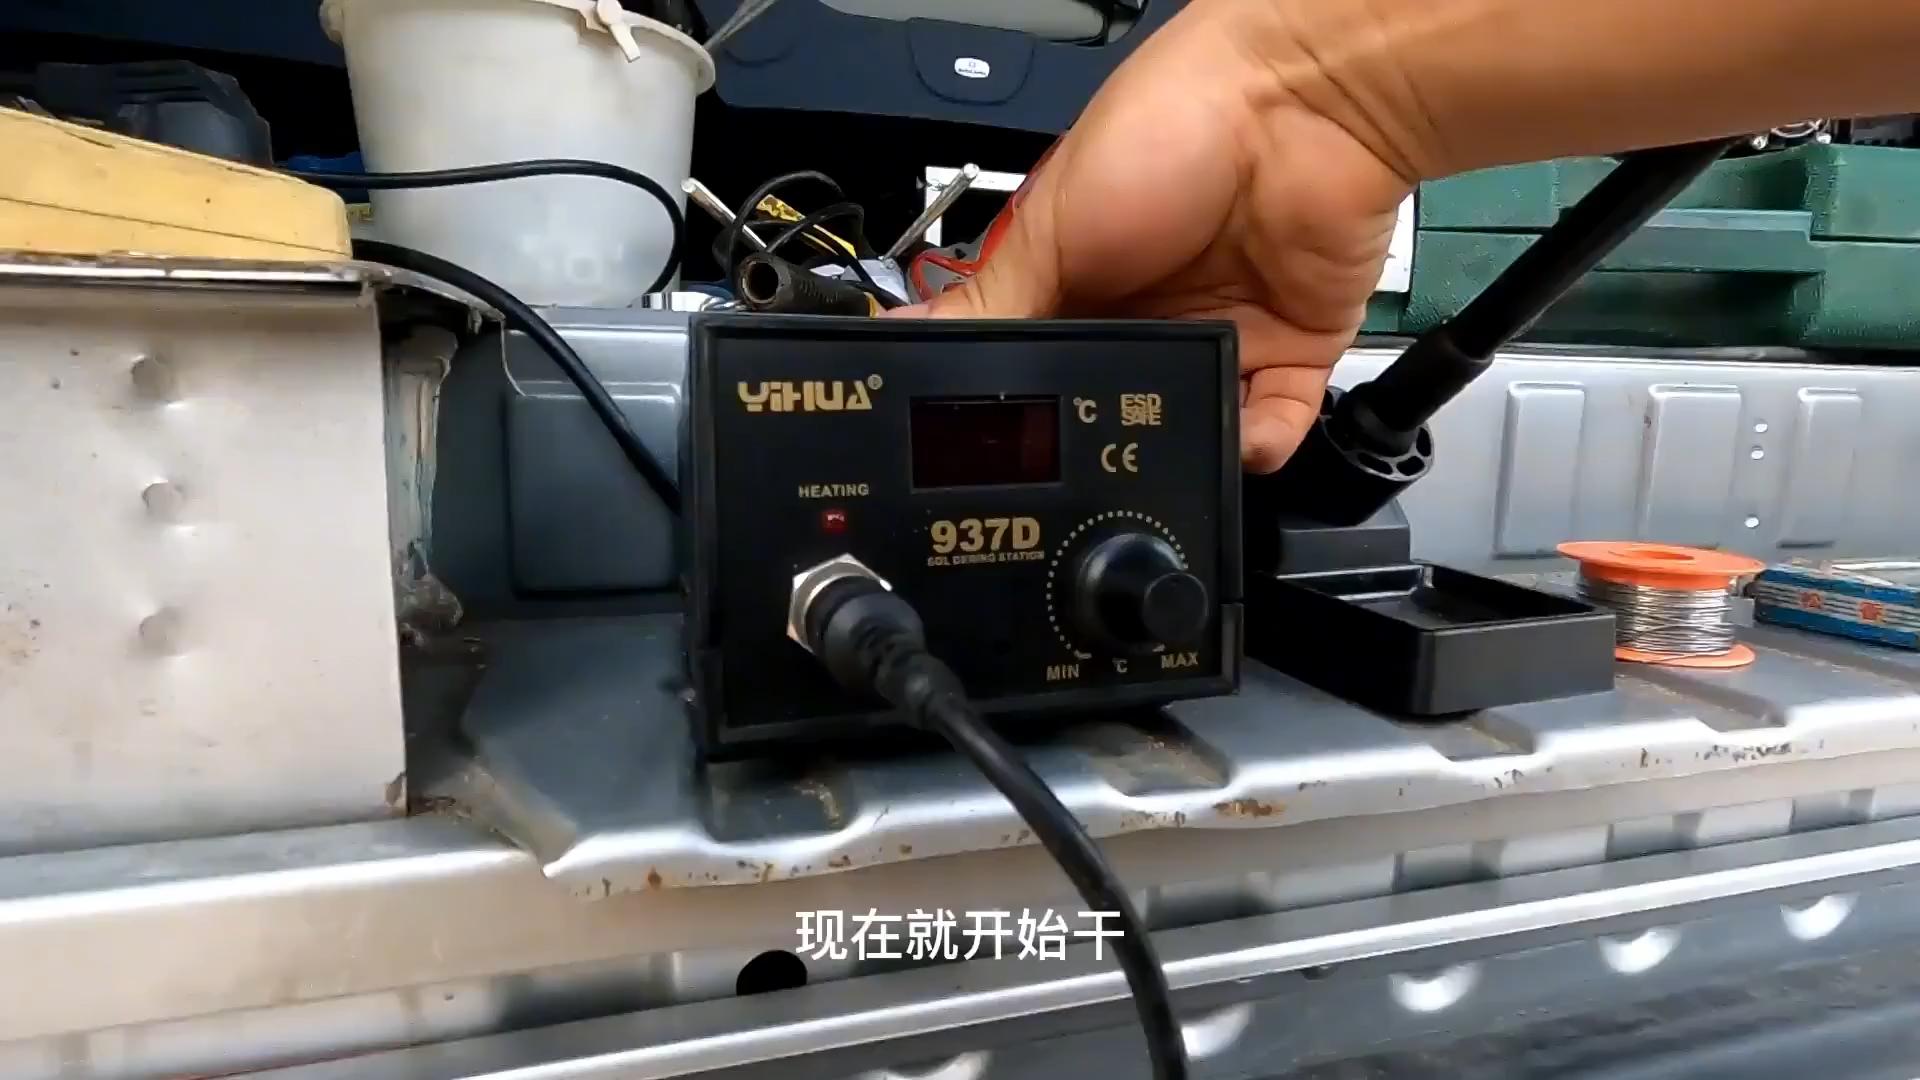 YiHUA®
℃
ESD
SAFE
CE
HEATING
937D
SOLDERING STATION
MIN
℃
MAX
现在就开始干